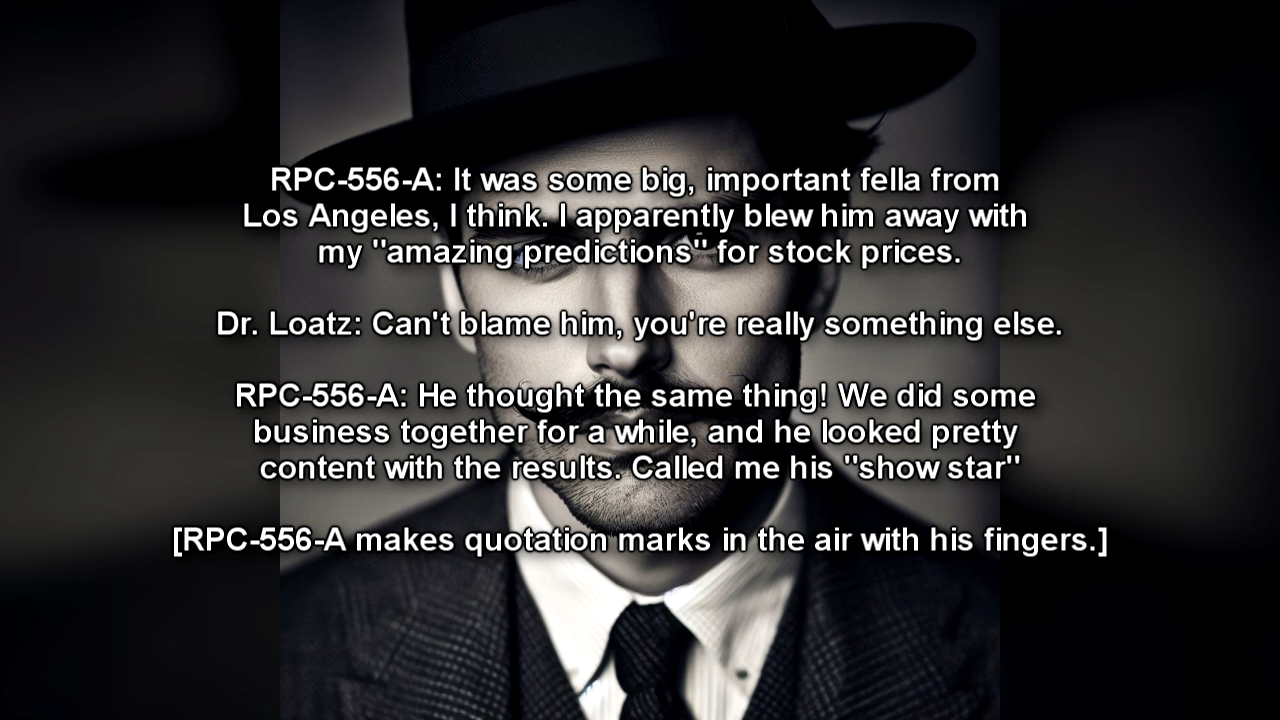 RPC-556-A: It was some big, important fella from
Los Angeles, I think. I apparently blew him away with
my "amazing predictions" for stock prices.
Dr. Loatz: Can't blame him, you're really something else.
RPC-556-A: He thought the same thing! We did some
business together for a while, and he looked pretty
content with the results. Called me his "show star"
[RPC-556-A makes quotation marks in the air with his fingers.]